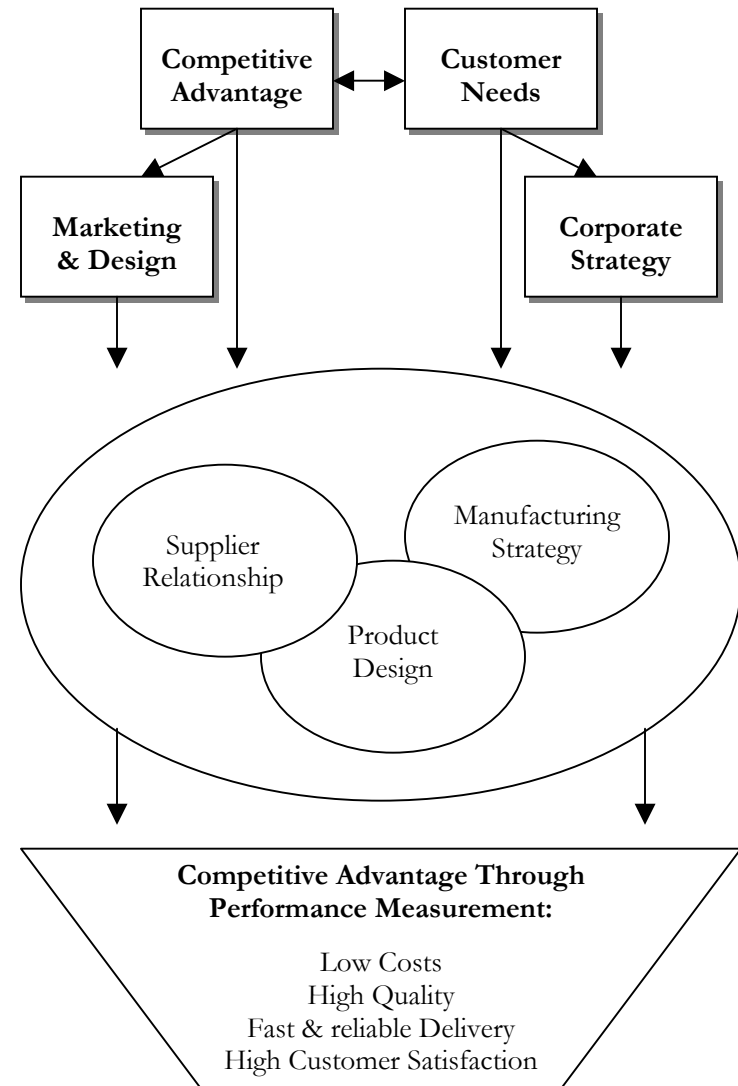 Competitive
Advantage
Customer
Needs
Marketing
& Design
Corporate
Strategy
Supplier
Relationship
Manufacturing
Strategy
Product
Design
Competitive Advantage Through
Performance Measurement:
Low Costs
High Quality
Fast & reliable Delivery
High Customer Satisfaction